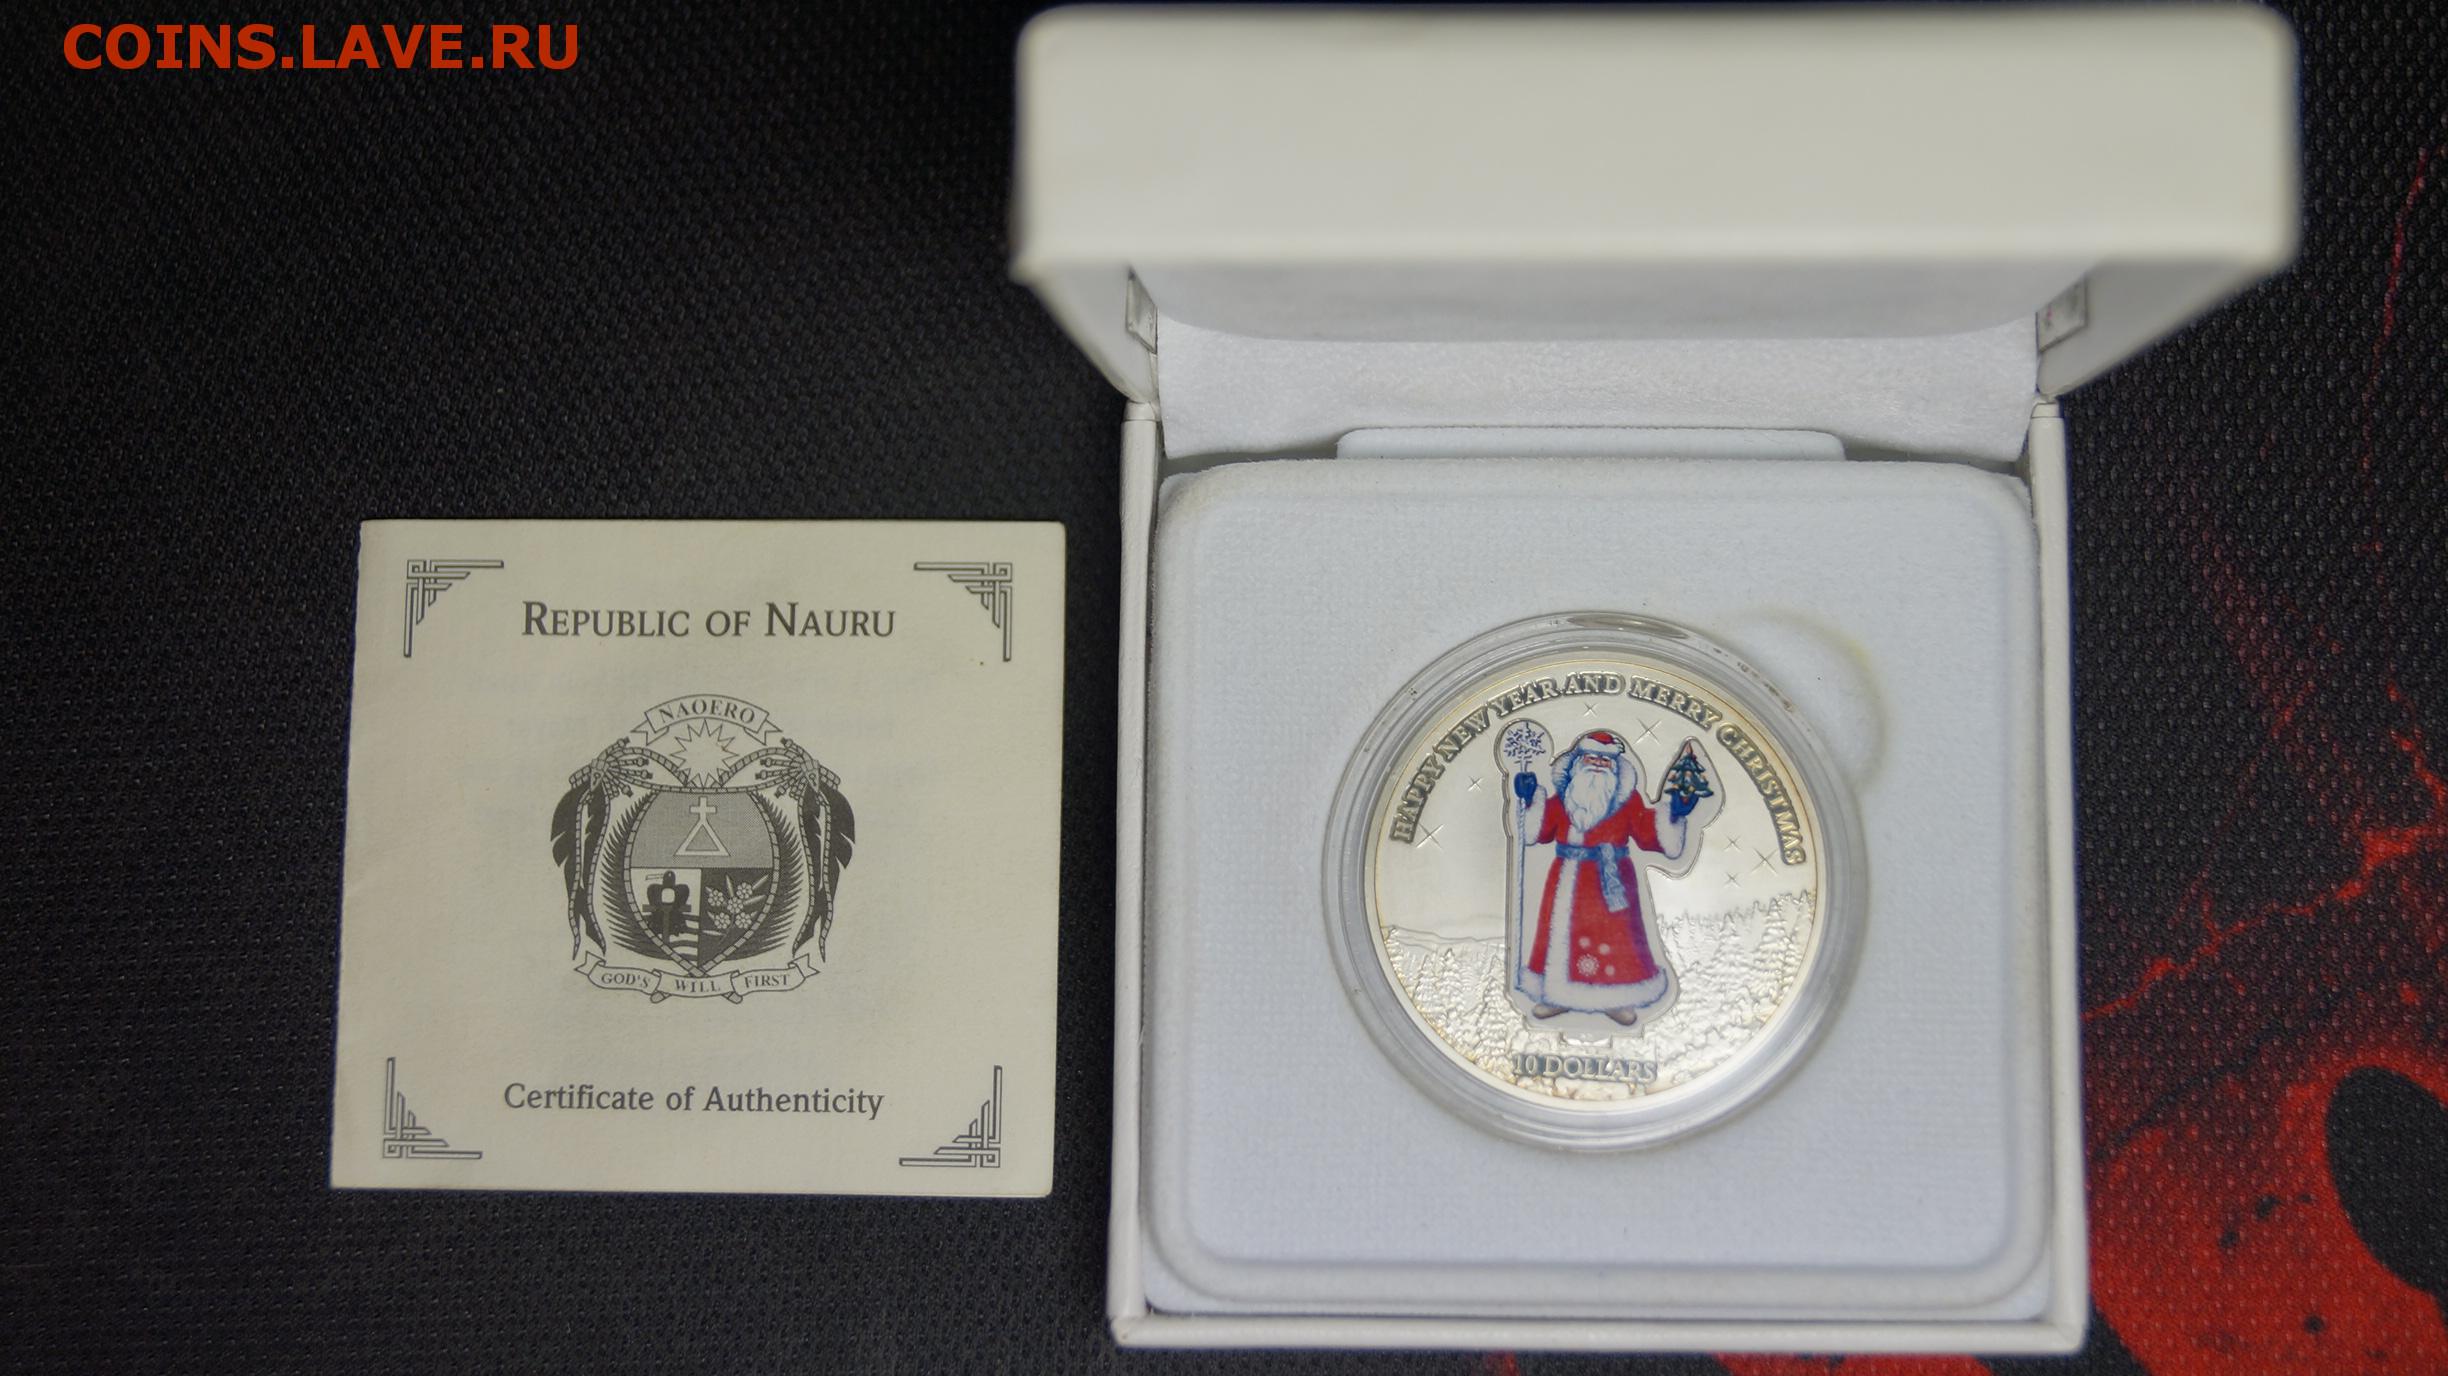 COINS.LAVE.RU
REPUBLIC OF NAURU
NAOERO
GOD'S WILL FIRST
Certificate of Authenticity
HAPPY NEW YEAR AND MERRY CHRISTMAS
10 DOLLARS